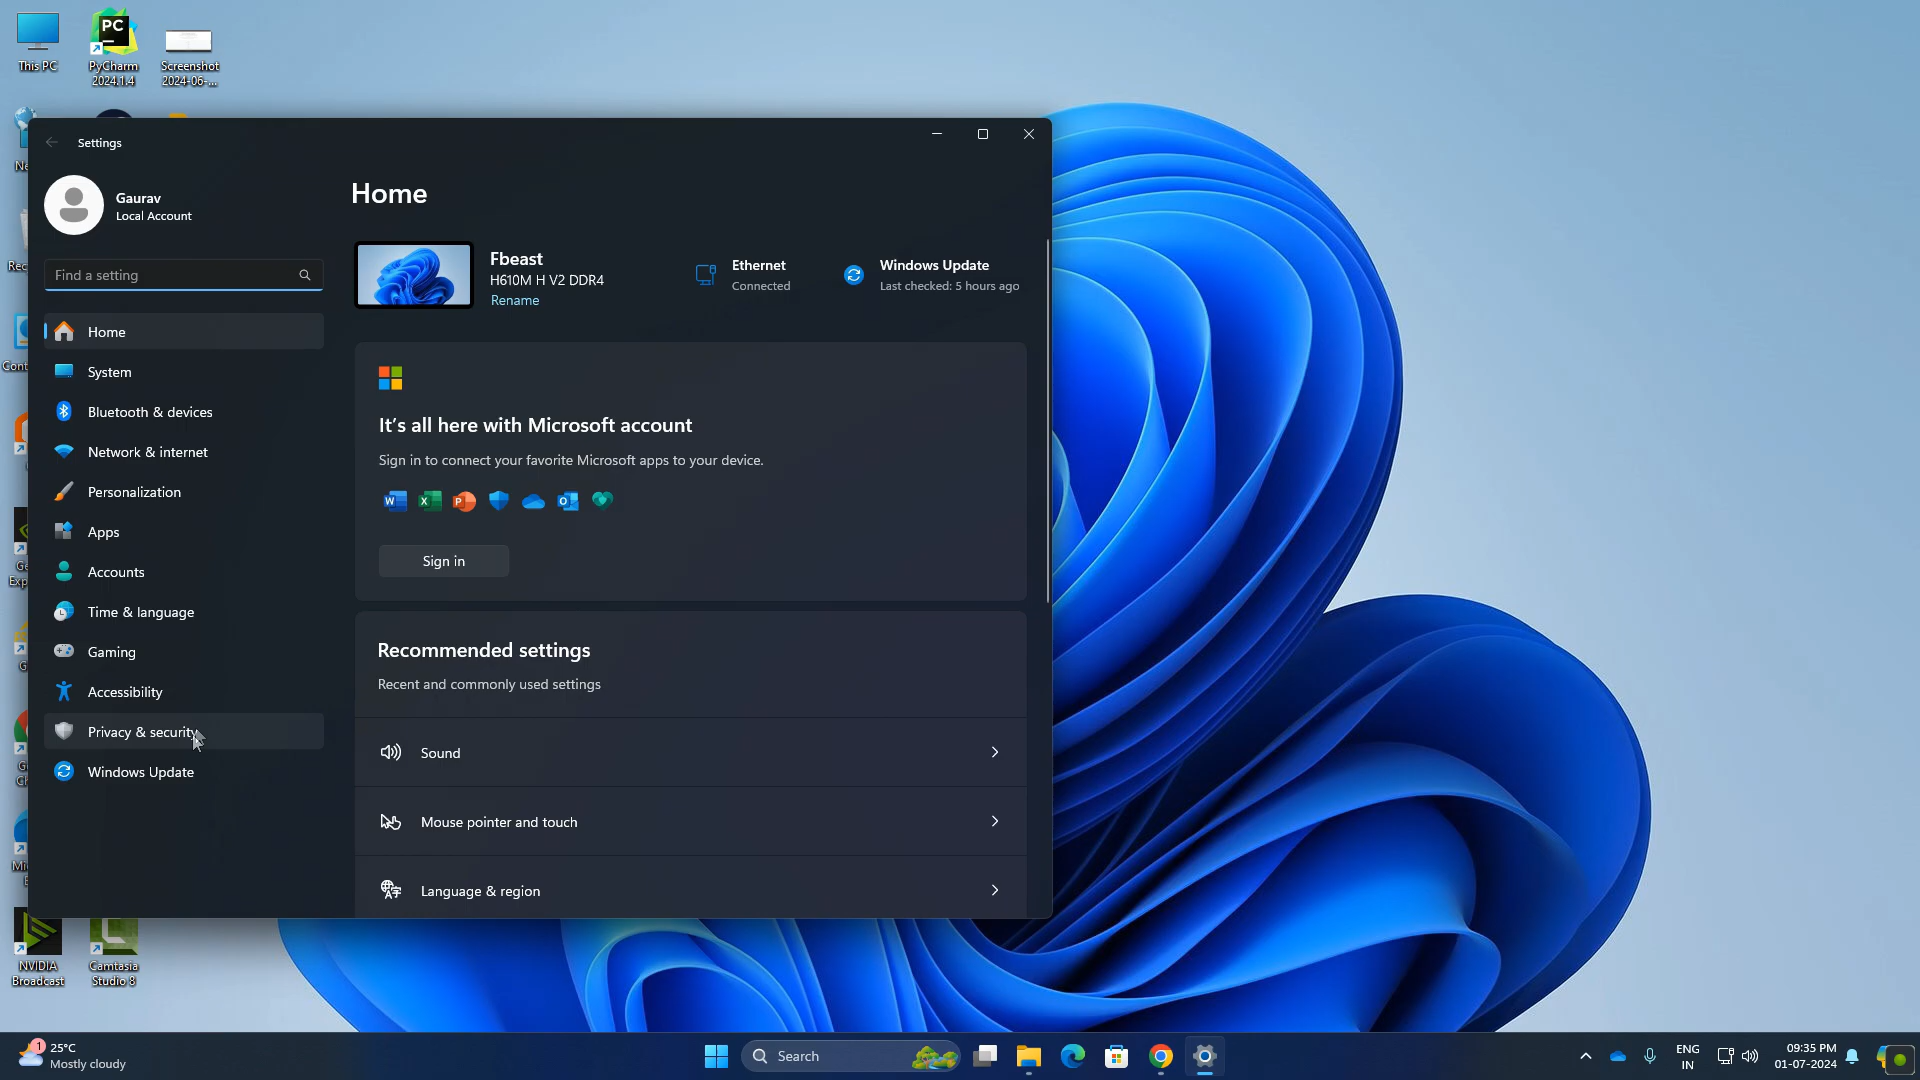 This PC
PyCharm
2024.1.4
Screenshot
2024-06-...
Settings
Gaurav
Local Account
Find a setting
Home
System
Bluetooth & devices
Network & internet
Personalization
Apps
Accounts
Time & language
Gaming
Accessibility
Privacy & security
Windows Update
Home
Fbeast
H610M H V2 DDR4
Rename
Ethernet
Connected
Windows Update
Last checked: 5 hours ago
It's all here with Microsoft account
Sign in to connect your favorite Microsoft apps to your device.
Sign in
Recommended settings
Recent and commonly used settings
Sound
Mouse pointer and touch
Language & region
NVIDIA
Broadcast
Camtasia
Studio 8
1
25°C
Mostly cloudy
Search
ENG
IN
09:35 PM
01-07-2024